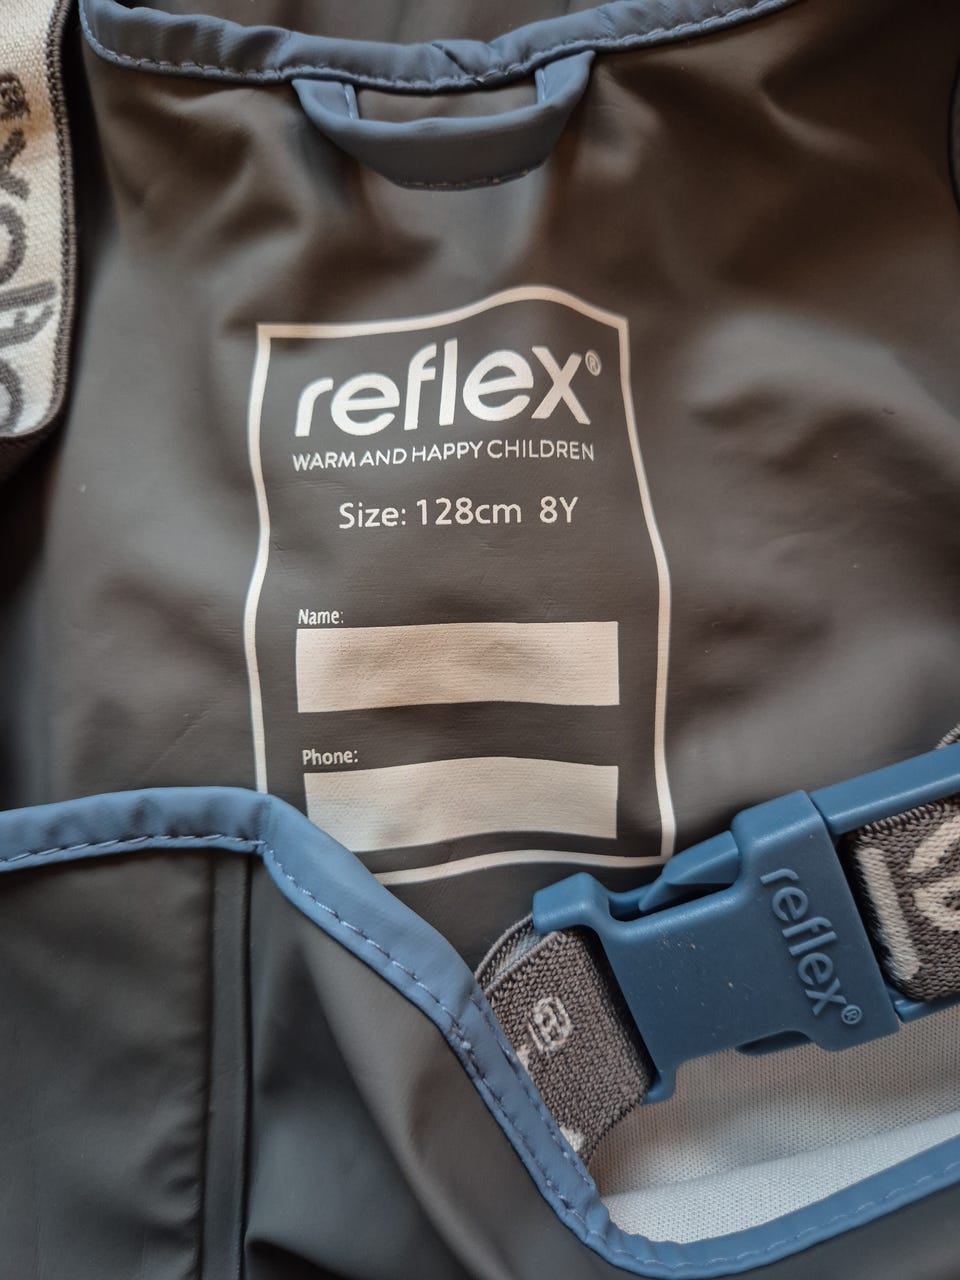 reflex®
WARM AND HAPPY CHILDREN
Size: 128cm 8Y
Name:
Phone:
reflex®